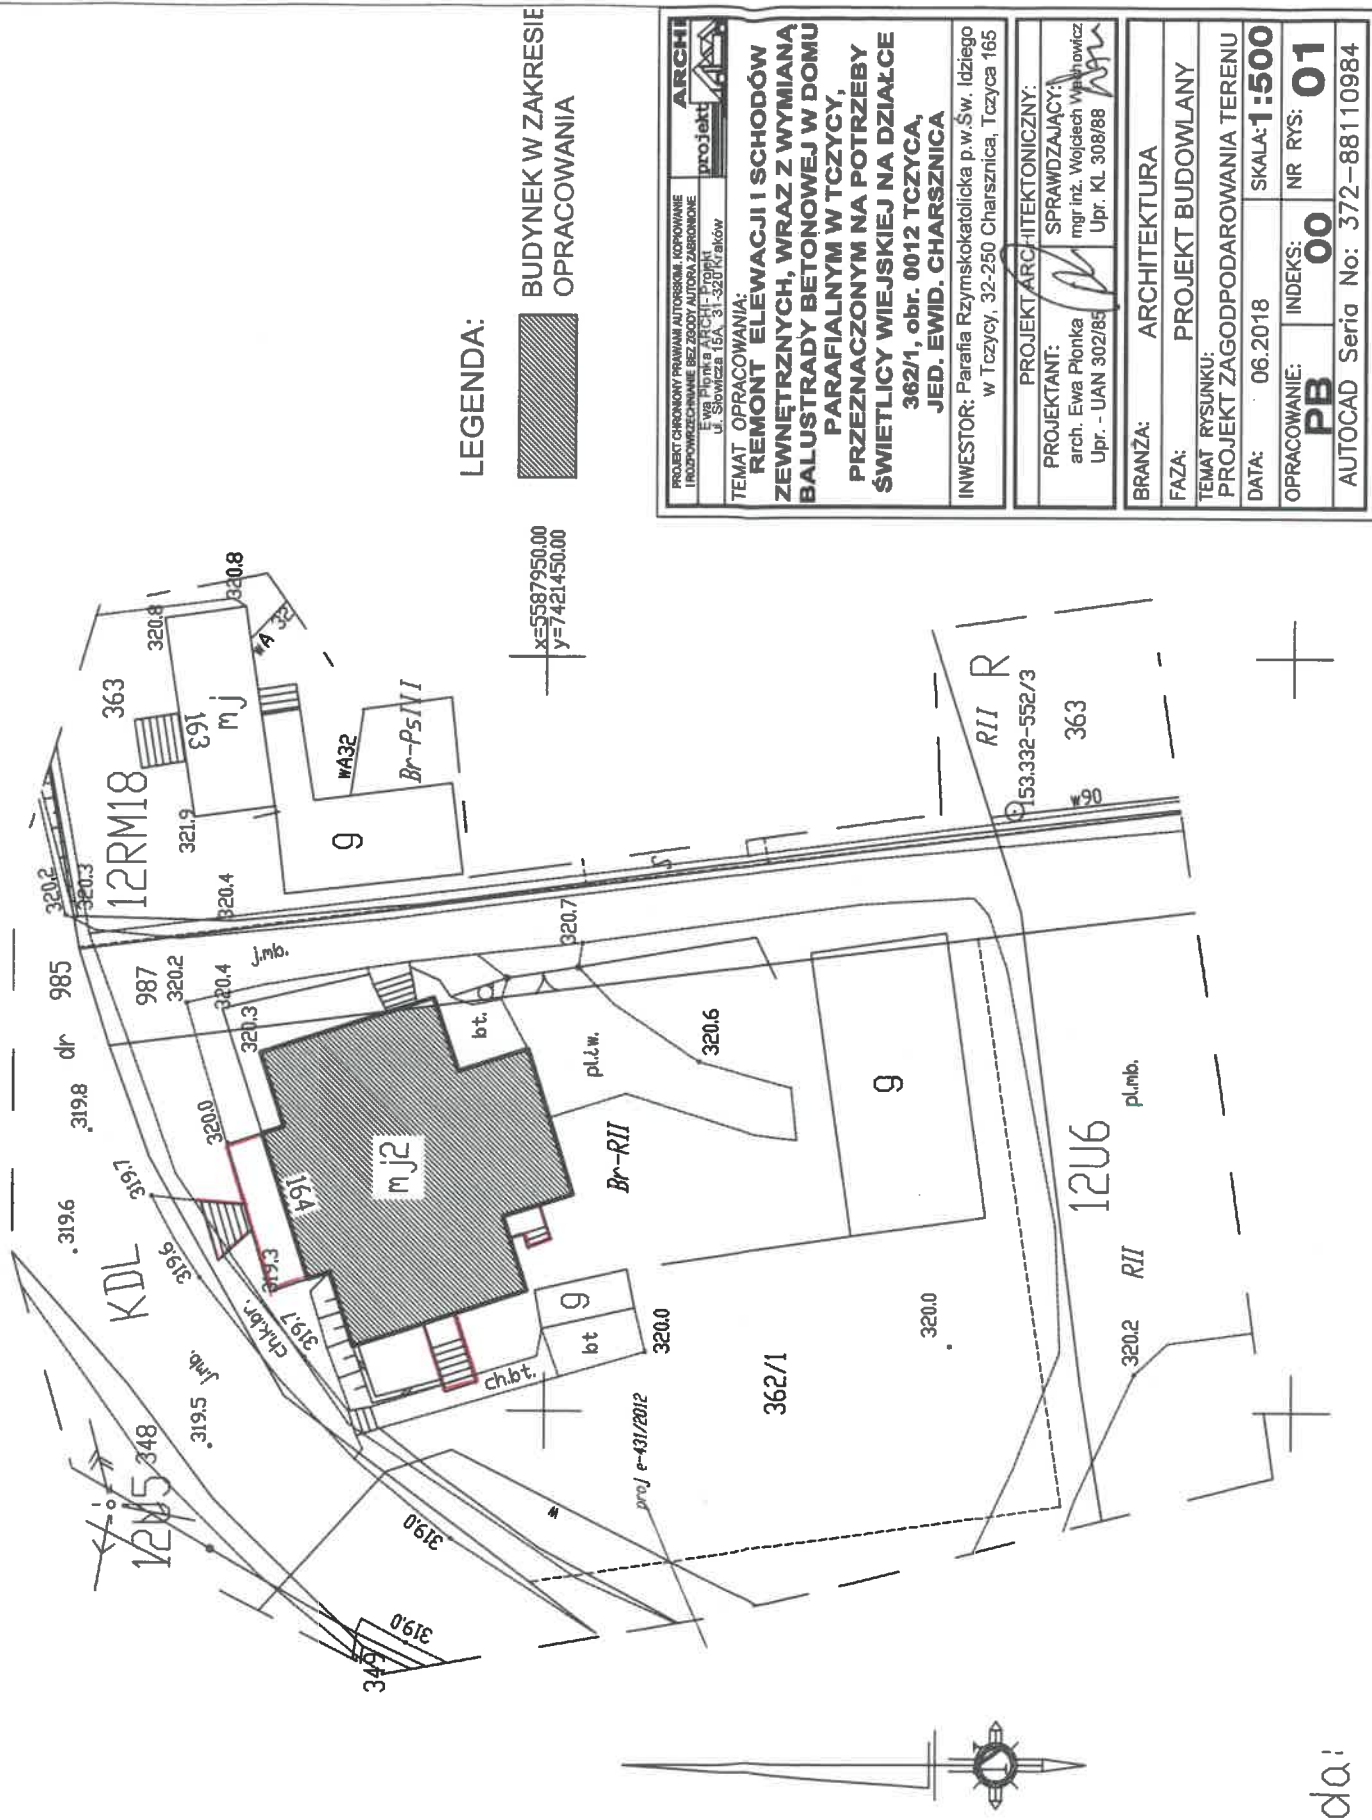 LEGENDA:
BUDYNEK W ZAKRESIE
OPRACOWANIA
PROJEKT CHRONIONY PRAWAMI AUTORSKIMI. KOPIOWANIE
I ROZPOWRZECHNIANIE BEZ ZGODY AUTORA ZABRONIONE
Ewa Płonka ARCHI-Projekt
ul. Słowicza 15A, 31-320 Kraków
ARCHI
projekt
TEMAT OPRACOWANIA:
REMONT ELEWACJI I SCHODÓW
ZEWNĘTRZNYCH, WRAZ Z WYMIANĄ
BALUSTRADY BETONOWEJ W DOMU
PARAFIALNYM W TCZYCY,
PRZEZNACZONYM NA POTRZEBY
ŚWIETLICY WIEJSKIEJ NA DZIAŁCE
362/1, obr. 0012 TCZYCA,
JED. EWID. CHARSZNICA
INWESTOR: Parafia Rzymskokatolicka p.w.Św. Idziego
w Tczycy, 32-250 Charsznica, Tczyca 165
PROJEKT ARCHITEKTONICZNY:
PROJEKTANT:
arch. Ewa Płonka
Upr. - UAN 302/85
SPRAWDZAJĄCY:
mgr inż. Wojciech Wachowicz
Upr. KL 308/88
BRANŻA: ARCHITEKTURA
FAZA: PROJEKT BUDOWLANY
TEMAT RYSUNKU:
PROJEKT ZAGODPODAROWANIA TERENU
DATA: 06.2018 SKALA: 1:500
OPRACOWANIE: PB INDEKS: 00 NR RYS: 01
AUTOCAD Seria No: 372-88110984
x=5587950.00
y=7421450.00
320.8
320.8
363
163
mj
wA
32
wA32
Br-PsIII
g
12RM18
321.9
320.2
320.3
320.4
985
dr
987
320.2
320.4
320.3
j.mb.
320.7
s
RII
R
153.332-552/3
363
w90
319.8
319.6
319.7
319.6
KDL
320.0
164
mj2
bt.
pl.żw.
320.6
Br-RII
g
12U6
pl.mb.
RII
320.2
319.3
319.7
ch.k.br.
j.mb.
319.5
12U5
348
g
bt
320.0
ch.bt.
362/1
320.0
proj e-431/2012
w
319.0
319.0
349
da: